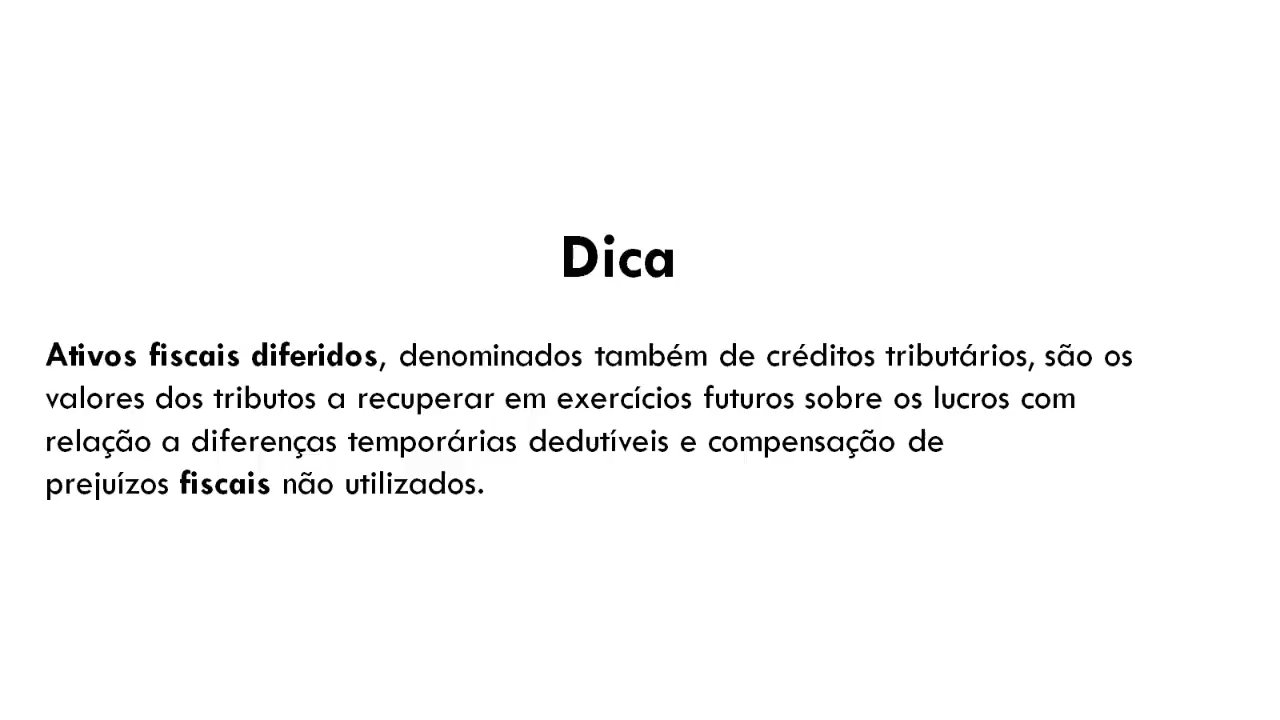 Dica
Ativos fiscais diferidos, denominados também de créditos tributários, são os
valores dos tributos a recuperar em exercícios futuros sobre os lucros com
relação a diferenças temporárias dedutíveis e compensação de
prejuízos fiscais não utilizados.